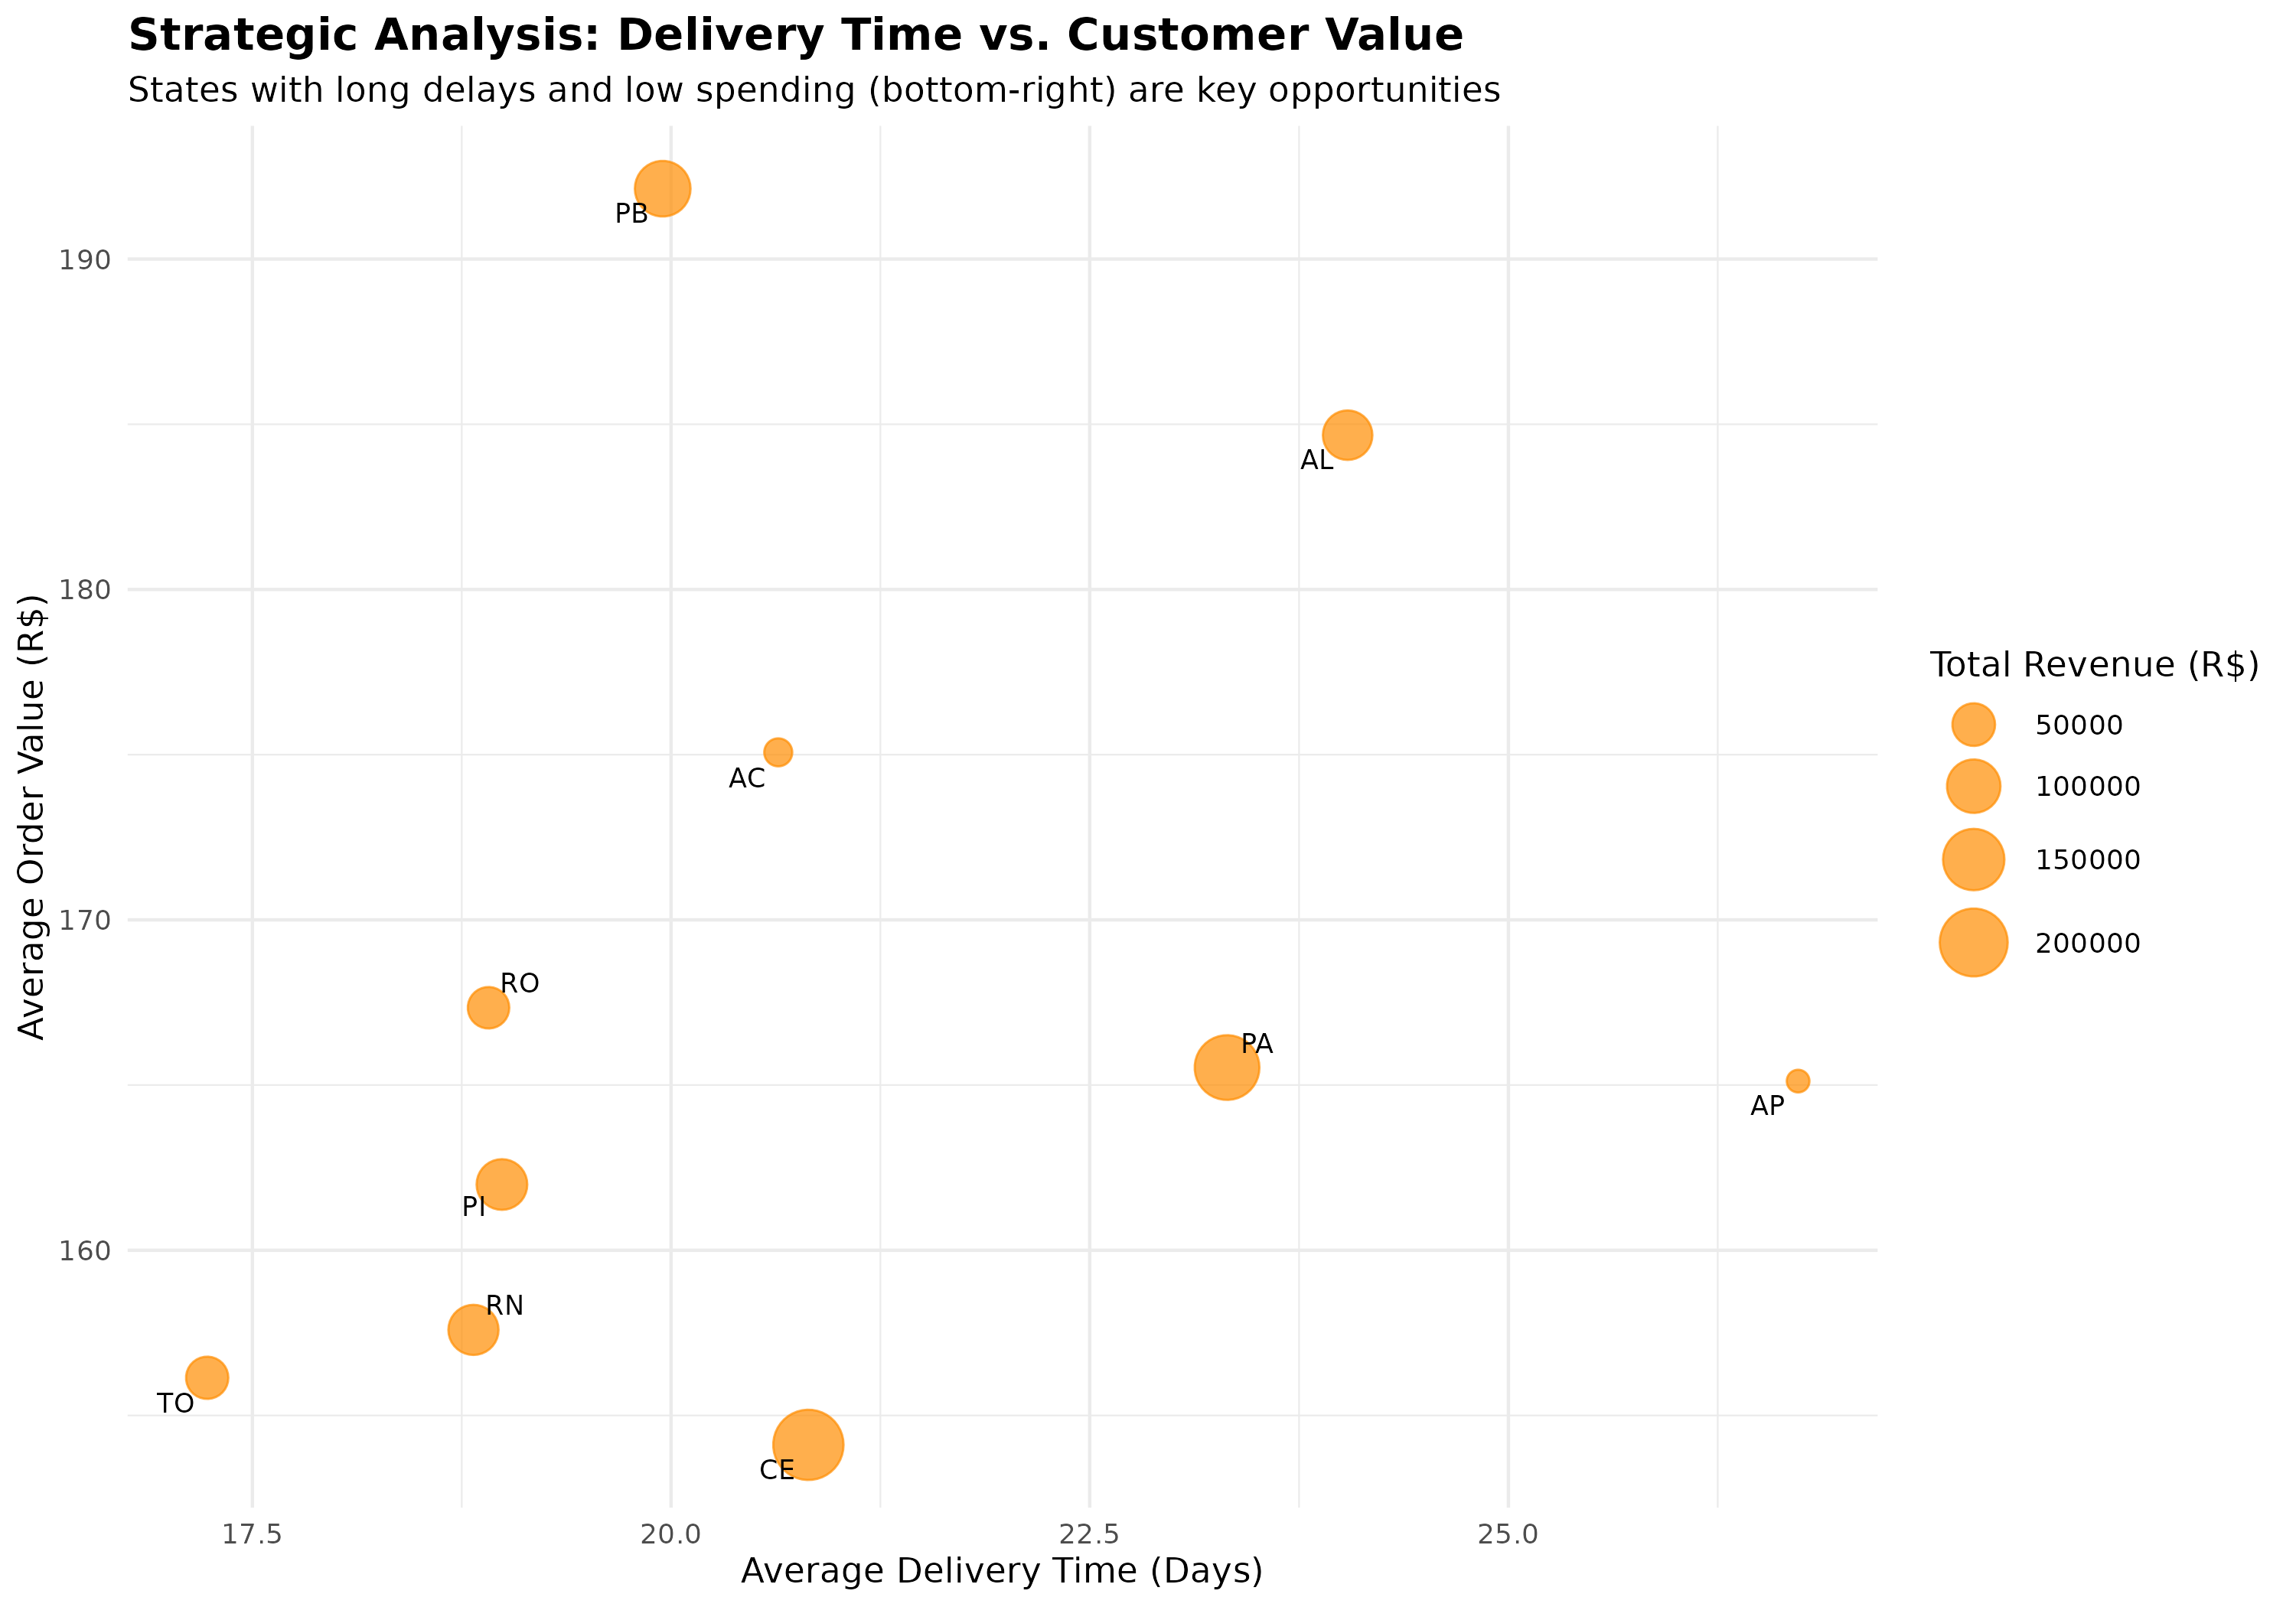 Strategic Analysis: Delivery Time vs. Customer Value
States with long delays and low spending (bottom-right) are key opportunities
Average Order Value (R$)
190
180
170
160
PB
AL
AC
RO
PA
AP
PI
RN
TO
CE
17.5
20.0
22.5
25.0
Average Delivery Time (Days)
Total Revenue (R$)
50000
100000
150000
200000